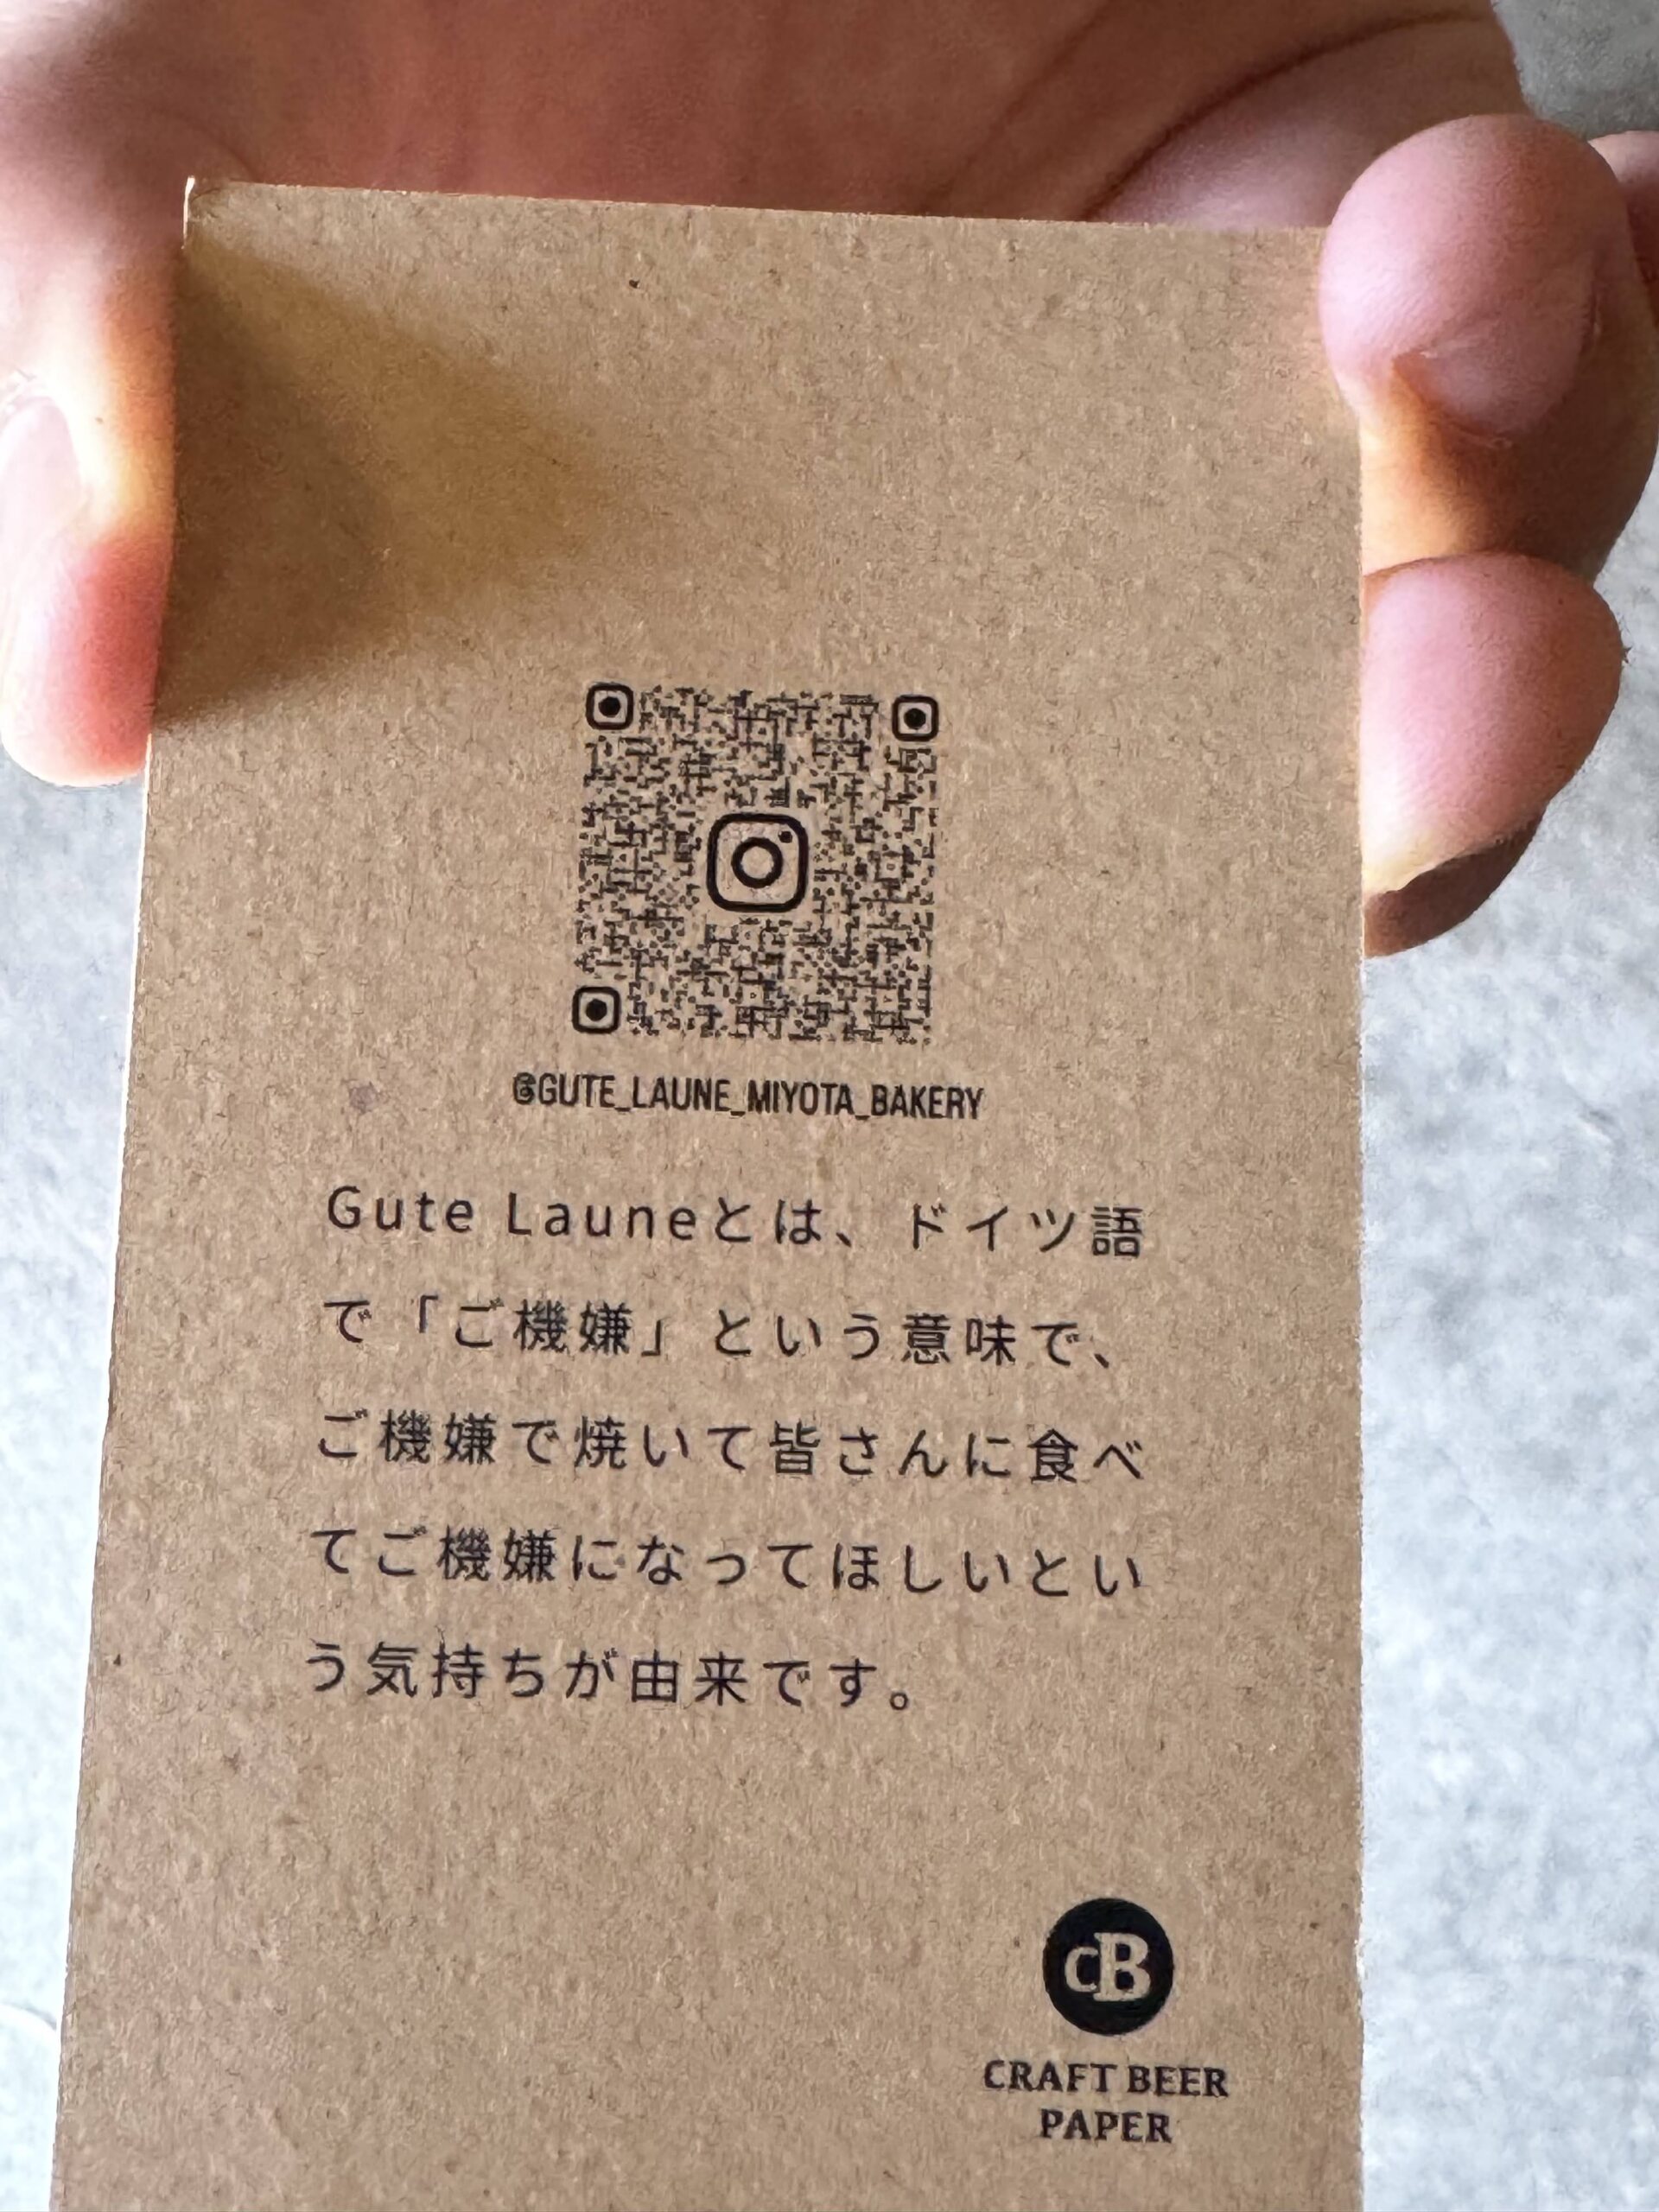 @GUTE_LAUNE_MIYOTA_BAKERY
Gute Launeとは、ドイツ語
で「ご機嫌」という意味で、
ご機嫌で焼いて皆さんに食べ
てご機嫌になってほしいとい
う気持ちが由来です。
CB
CRAFT BEER
PAPER